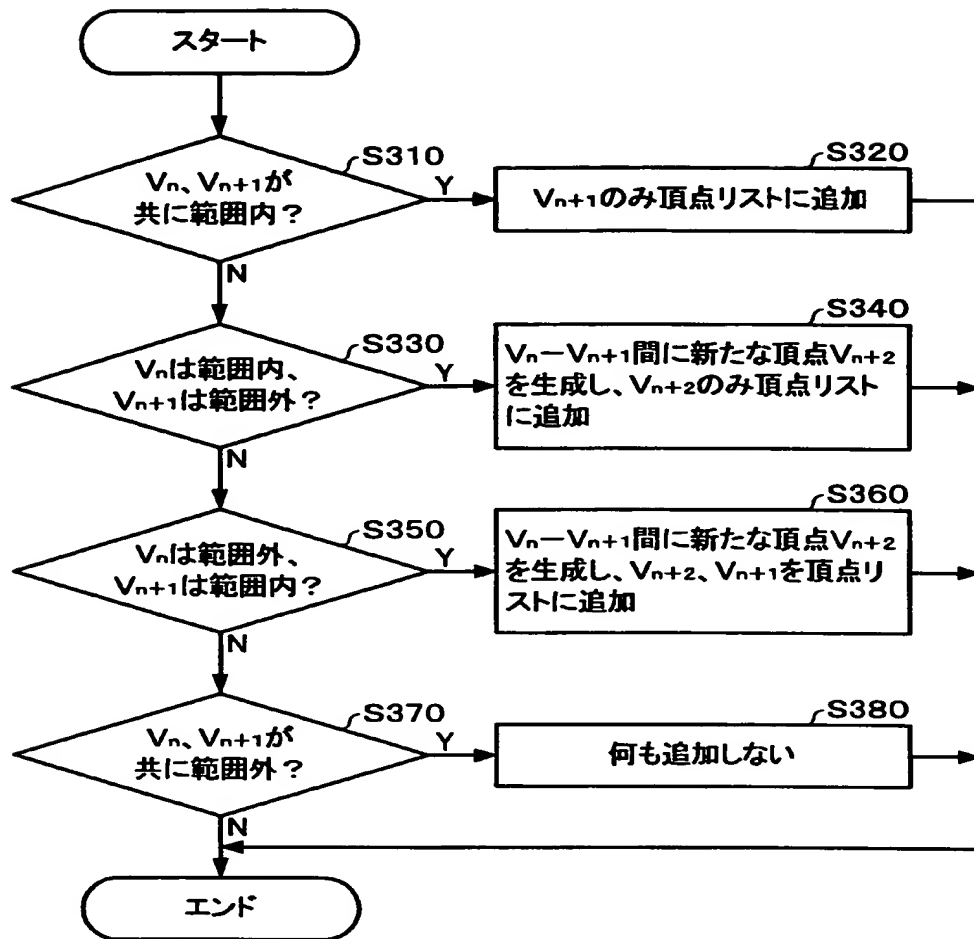 スタート
S310
Vn、Vn+1が
共に範囲内？
Y
N
S320
Vn+1のみ頂点リストに追加
S330
Vnは範囲内、
Vn+1は範囲外？
Y
N
S340
Vn－Vn+1間に新たな頂点Vn+2
を生成し、Vn+2のみ頂点リスト
に追加
S350
Vnは範囲外、
Vn+1は範囲内？
Y
N
S360
Vn－Vn+1間に新たな頂点Vn+2
を生成し、Vn+2、Vn+1を頂点リ
ストに追加
S370
Vn、Vn+1が
共に範囲外？
Y
N
S380
何も追加しない
エンド